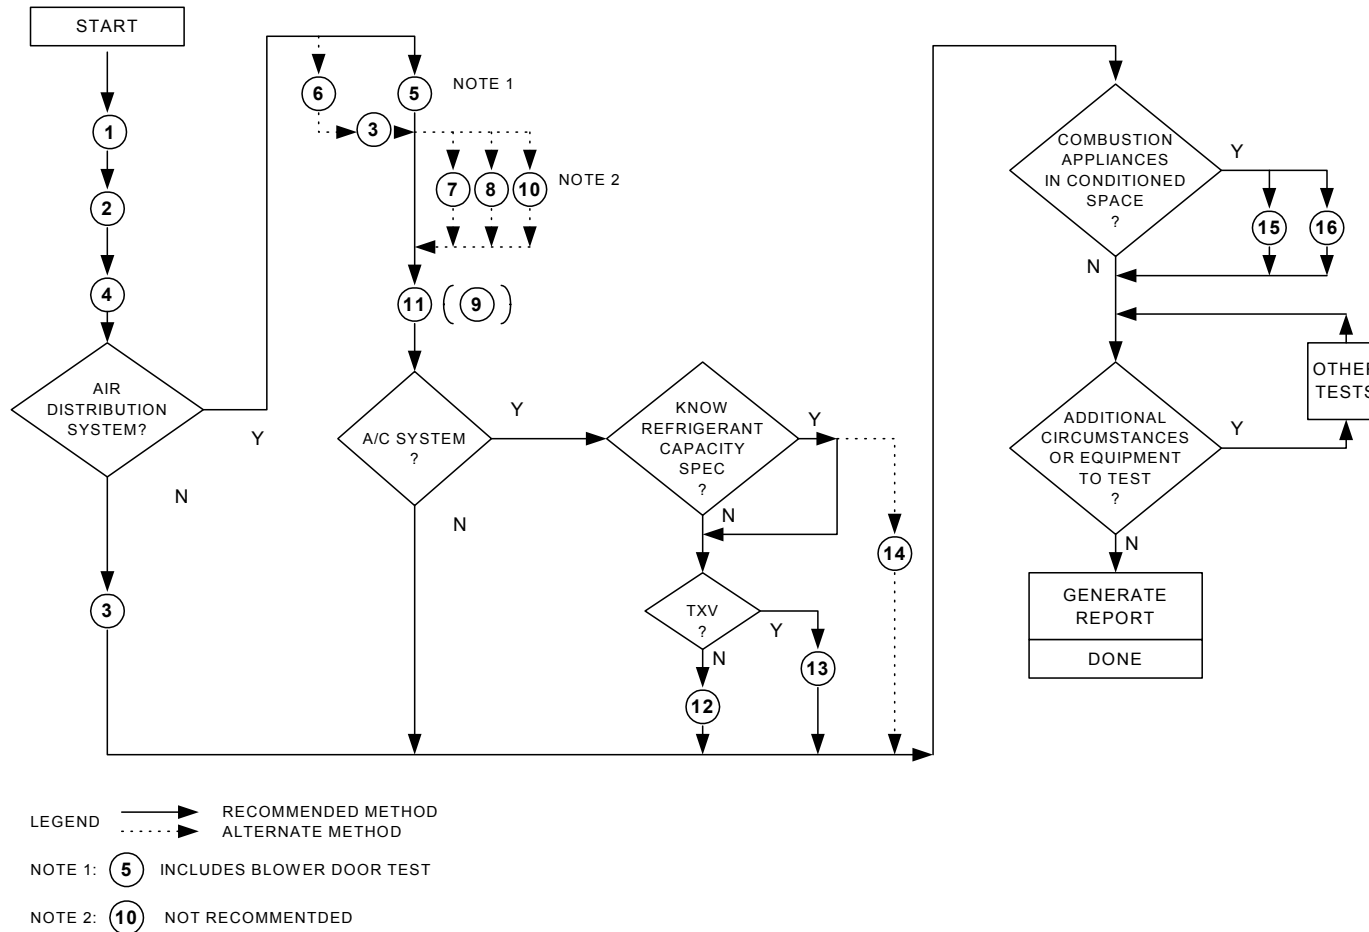 START
1
2
4
AIR
DISTRIBUTION
SYSTEM?
Y
N
3
6
5
NOTE 1
3
7
8
10
NOTE 2
11
( 9 )
A/C SYSTEM
?
Y
N
KNOW
REFRIGERANT
CAPACITY
SPEC
?
Y
N
14
TXV
?
Y
N
13
12
COMBUSTION
APPLIANCES
IN CONDITIONED
SPACE
?
Y
N
15
16
OTHER
TESTS
ADDITIONAL
CIRCUMSTANCES
OR EQUIPMENT
TO TEST
?
Y
N
GENERATE
REPORT
DONE
LEGEND
RECOMMENDED METHOD
ALTERNATE METHOD
NOTE 1: 5 INCLUDES BLOWER DOOR TEST
NOTE 2: 10 NOT RECOMMENTDED